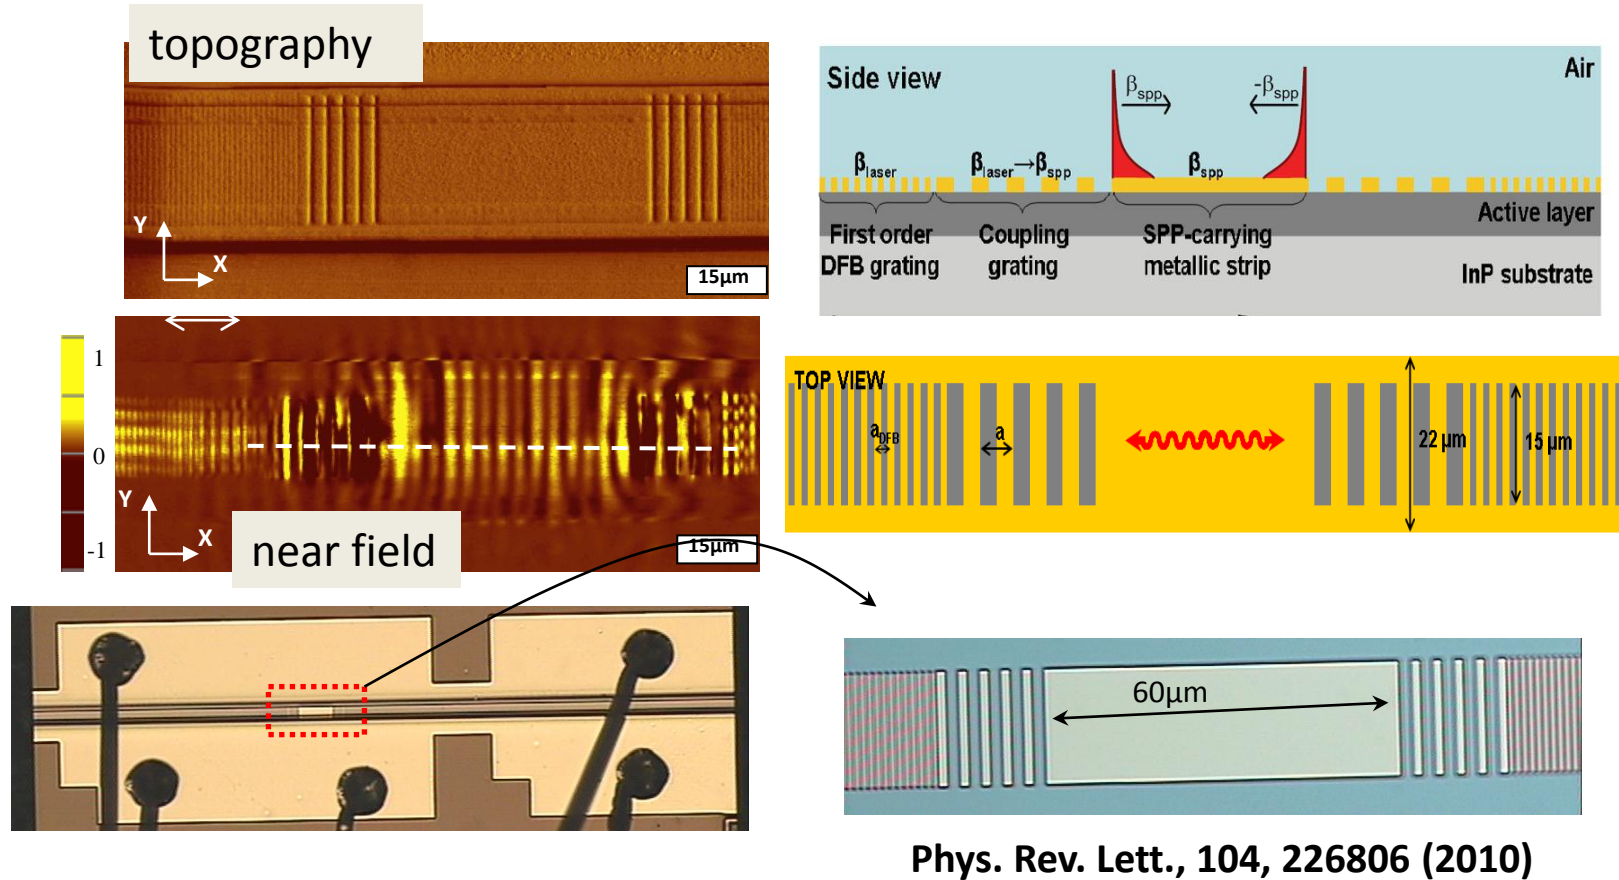 topography
Y
X
15μm
Side view
Air
βspp
-βspp
βlaser
βlaser→βspp
βspp
Active layer
First order
DFB grating
Coupling
grating
SPP-carrying
metallic strip
InP substrate
1
0
-1
Y
X
15μm
near field
TOP VIEW
aDFB
a
22 μm
15 μm
60μm
Phys. Rev. Lett., 104, 226806 (2010)